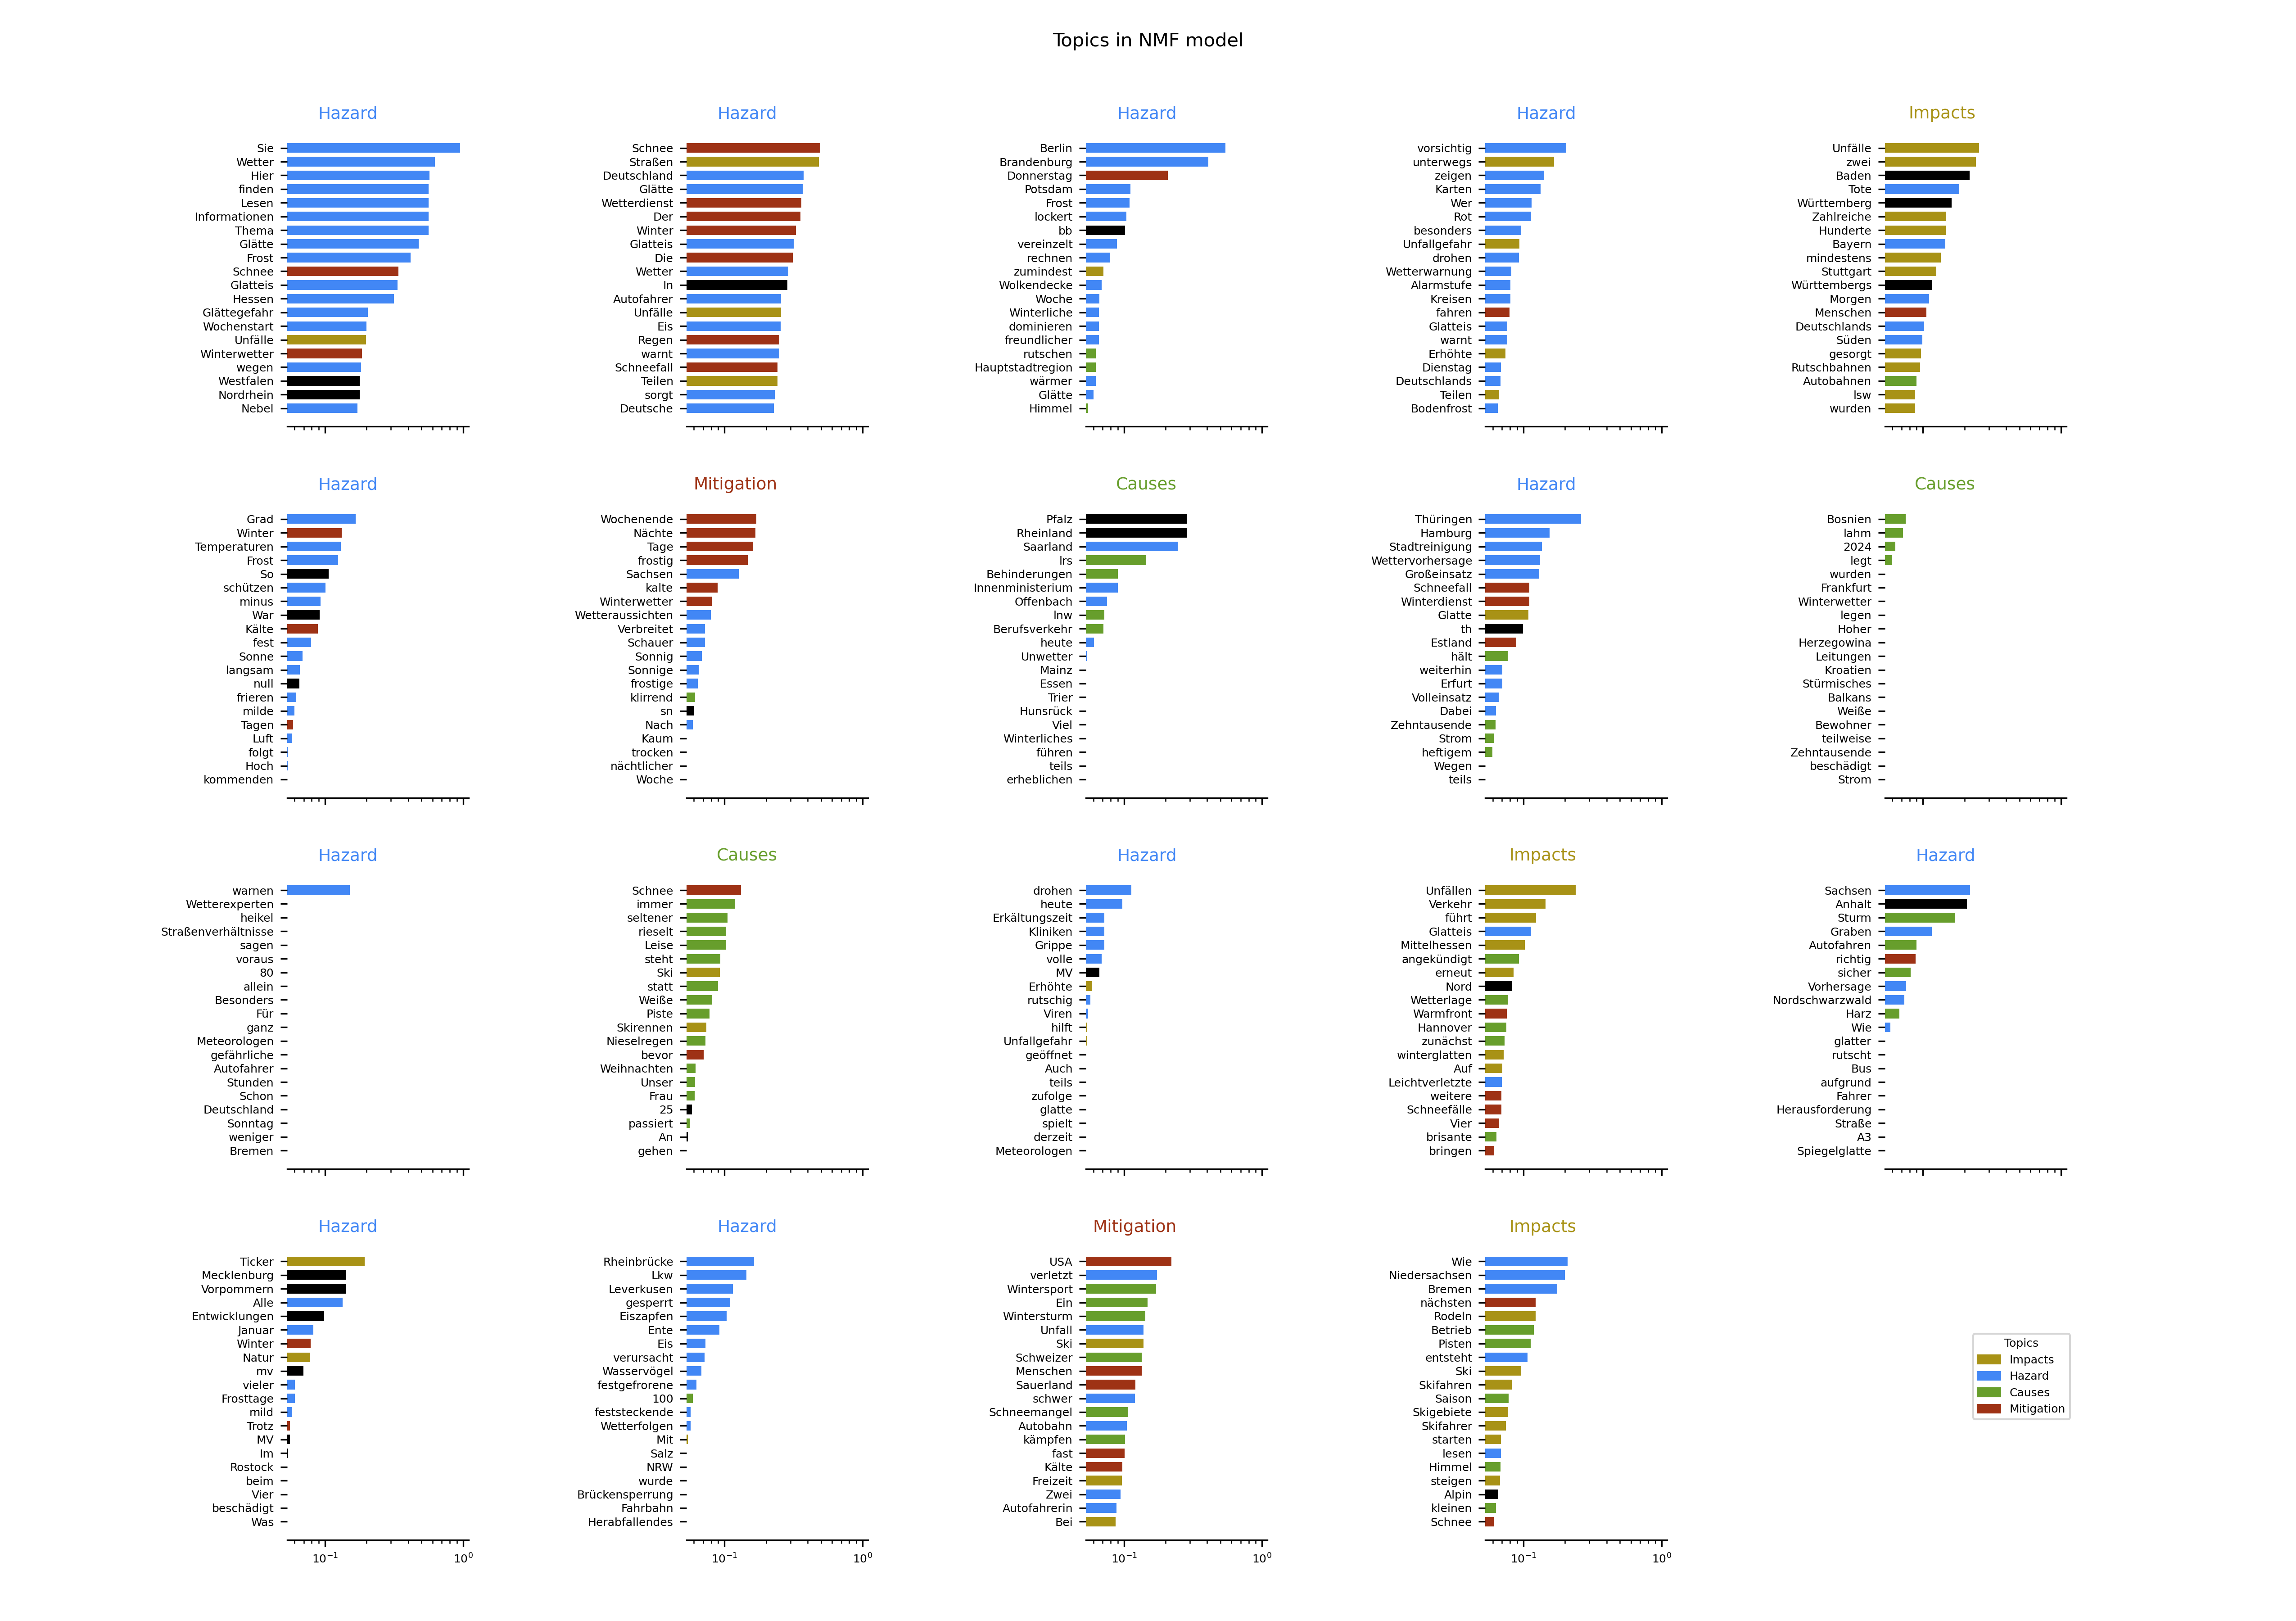 Topics in NMF model
Hazard
Sie
Wetter
Hier
finden
Lesen
Informationen
Thema
Glätte
Frost
Schnee
Glatteis
Hessen
Glättegefahr
Wochenstart
Unfälle
Winterwetter
wegen
Westfalen
Nordrhein
Nebel
Hazard
Schnee
Straßen
Deutschland
Glätte
Wetterdienst
Der
Winter
Glatteis
Die
Wetter
In
Autofahrer
Unfälle
Eis
Regen
warnt
Schneefall
Teilen
sorgt
Deutsche
Hazard
Berlin
Brandenburg
Donnerstag
Potsdam
Frost
lockert
bb
vereinzelt
rechnen
zumindest
Wolkendecke
Woche
Winterliche
dominieren
freundlicher
rutschen
Hauptstadtregion
wärmer
Glätte
Himmel
Hazard
vorsichtig
unterwegs
zeigen
Karten
Wer
Rot
besonders
Unfallgefahr
drohen
Wetterwarnung
Alarmstufe
Kreisen
fahren
Glatteis
warnt
Erhöhte
Dienstag
Deutschlands
Teilen
Bodenfrost
Impacts
Unfälle
zwei
Baden
Tote
Württemberg
Zahlreiche
Hunderte
Bayern
mindestens
Stuttgart
Württembergs
Morgen
Menschen
Deutschlands
Süden
gesorgt
Rutschbahnen
Autobahnen
lsw
wurden
Hazard
Grad
Winter
Temperaturen
Frost
So
schützen
minus
War
Kälte
fest
Sonne
langsam
null
frieren
milde
Tagen
Luft
folgt
Hoch
kommenden
Mitigation
Wochenende
Nächte
Tage
frostig
Sachsen
kalte
Winterwetter
Wetteraussichten
Verbreitet
Schauer
Sonnig
Sonnige
frostige
klirrend
sn
Nach
Kaum
trocken
nächtlicher
Woche
Causes
Pfalz
Rheinland
Saarland
lrs
Behinderungen
Innenministerium
Offenbach
lnw
Berufsverkehr
heute
Unwetter
Mainz
Essen
Trier
Hunsrück
Viel
Winterliches
führen
teils
erheblichen
Hazard
Thüringen
Hamburg
Stadtreinigung
Wettervorhersage
Großeinsatz
Schneefall
Winterdienst
Glatte
th
Estland
hält
weiterhin
Erfurt
Volleinsatz
Dabei
Zehntausende
Strom
heftigem
Wegen
teils
Causes
Bosnien
lahm
2024
legt
wurden
Frankfurt
Winterwetter
legen
Hoher
Herzegowina
Leitungen
Kroatien
Stürmisches
Balkans
Weiße
Bewohner
teilweise
Zehntausende
beschädigt
Strom
Hazard
warnen
Wetterexperten
heikel
Straßenverhältnisse
sagen
voraus
80
allein
Besonders
Für
ganz
Meteorologen
gefährliche
Autofahrer
Stunden
Schon
Deutschland
Sonntag
weniger
Bremen
Causes
Schnee
immer
seltener
rieselt
Leise
steht
Ski
statt
Weiße
Piste
Skirennen
Nieselregen
bevor
Weihnachten
Unser
Frau
25
passiert
An
gehen
Hazard
drohen
heute
Erkältungszeit
Kliniken
Grippe
volle
MV
Erhöhte
rutschig
Viren
hilft
Unfallgefahr
geöffnet
Auch
teils
zufolge
glatte
spielt
derzeit
Meteorologen
Impacts
Unfällen
Verkehr
führt
Glatteis
Mittelhessen
angekündigt
erneut
Nord
Wetterlage
Warmfront
Hannover
zunächst
winterglatten
Auf
Leichtverletzte
weitere
Schneefälle
Vier
brisante
bringen
Hazard
Sachsen
Anhalt
Sturm
Graben
Autofahren
richtig
sicher
Vorhersage
Nordschwarzwald
Harz
Wie
glatter
rutscht
Bus
aufgrund
Fahrer
Herausforderung
Straße
A3
Spiegelglatte
Hazard
Ticker
Mecklenburg
Vorpommern
Alle
Entwicklungen
Januar
Winter
Natur
mv
vieler
Frosttage
mild
Trotz
MV
Im
Rostock
beim
Vier
beschädigt
Was
10⁻¹ 10⁰
Hazard
Rheinbrücke
Lkw
Leverkusen
gesperrt
Eiszapfen
Ente
Eis
verursacht
Wasservögel
festgefrorene
100
feststeckende
Wetterfolgen
Mit
Salz
NRW
wurde
Brückensperrung
Fahrbahn
Herabfallendes
10⁻¹ 10⁰
Mitigation
USA
verletzt
Wintersport
Ein
Wintersturm
Unfall
Ski
Schweizer
Menschen
Sauerland
schwer
Schneemangel
Autobahn
kämpfen
fast
Kälte
Freizeit
Zwei
Autofahrerin
Bei
10⁻¹ 10⁰
Impacts
Wie
Niedersachsen
Bremen
nächsten
Rodeln
Betrieb
Pisten
entsteht
Ski
Skifahren
Saison
Skigebiete
Skifahrer
starten
lesen
Himmel
steigen
Alpin
kleinen
Schnee
10⁻¹ 10⁰
Topics
Impacts
Hazard
Causes
Mitigation